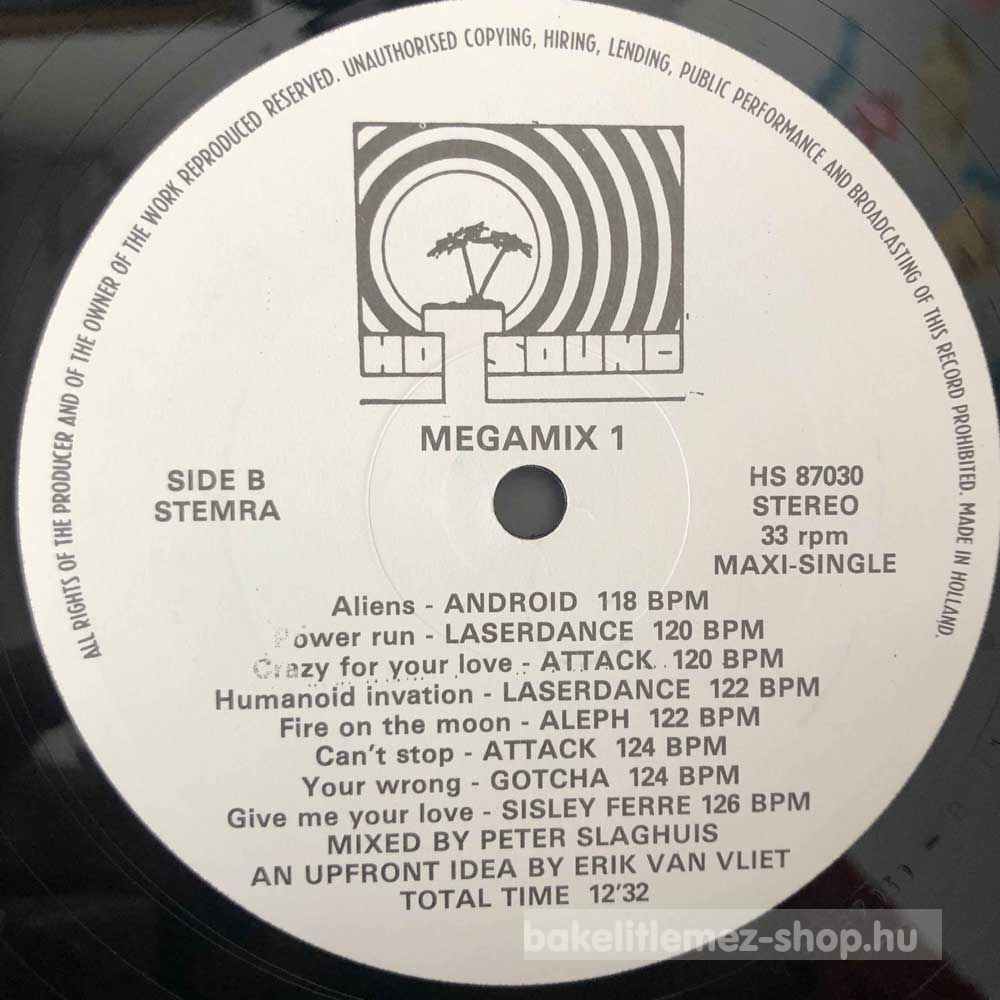 ALL RIGHTS OF THE PRODUCER AND OF THE OWNER OF THE WORK REPRODUCED RESERVED. UNAUTHORISED COPYING, HIRING, LENDING, PUBLIC PERFORMANCE AND BROADCASTING OF THIS RECORD PROHIBITED. MADE IN HOLLAND.
HOTSOUND
MEGAMIX 1
SIDE B
STEMRA
HS 87030
STEREO
33 rpm
MAXI-SINGLE
Aliens - ANDROID 118 BPM
Power run - LASERDANCE 120 BPM
Crazy for your love - ATTACK 120 BPM
Humanoid invation - LASERDANCE 122 BPM
Fire on the moon - ALEPH 122 BPM
Can't stop - ATTACK 124 BPM
Your wrong - GOTCHA 124 BPM
Give me your love - SISLEY FERRE 126 BPM
MIXED BY PETER SLAGHUIS
AN UPFRONT IDEA BY ERIK VAN VLIET
TOTAL TIME 12'32
bakelitlemez-shop.hu